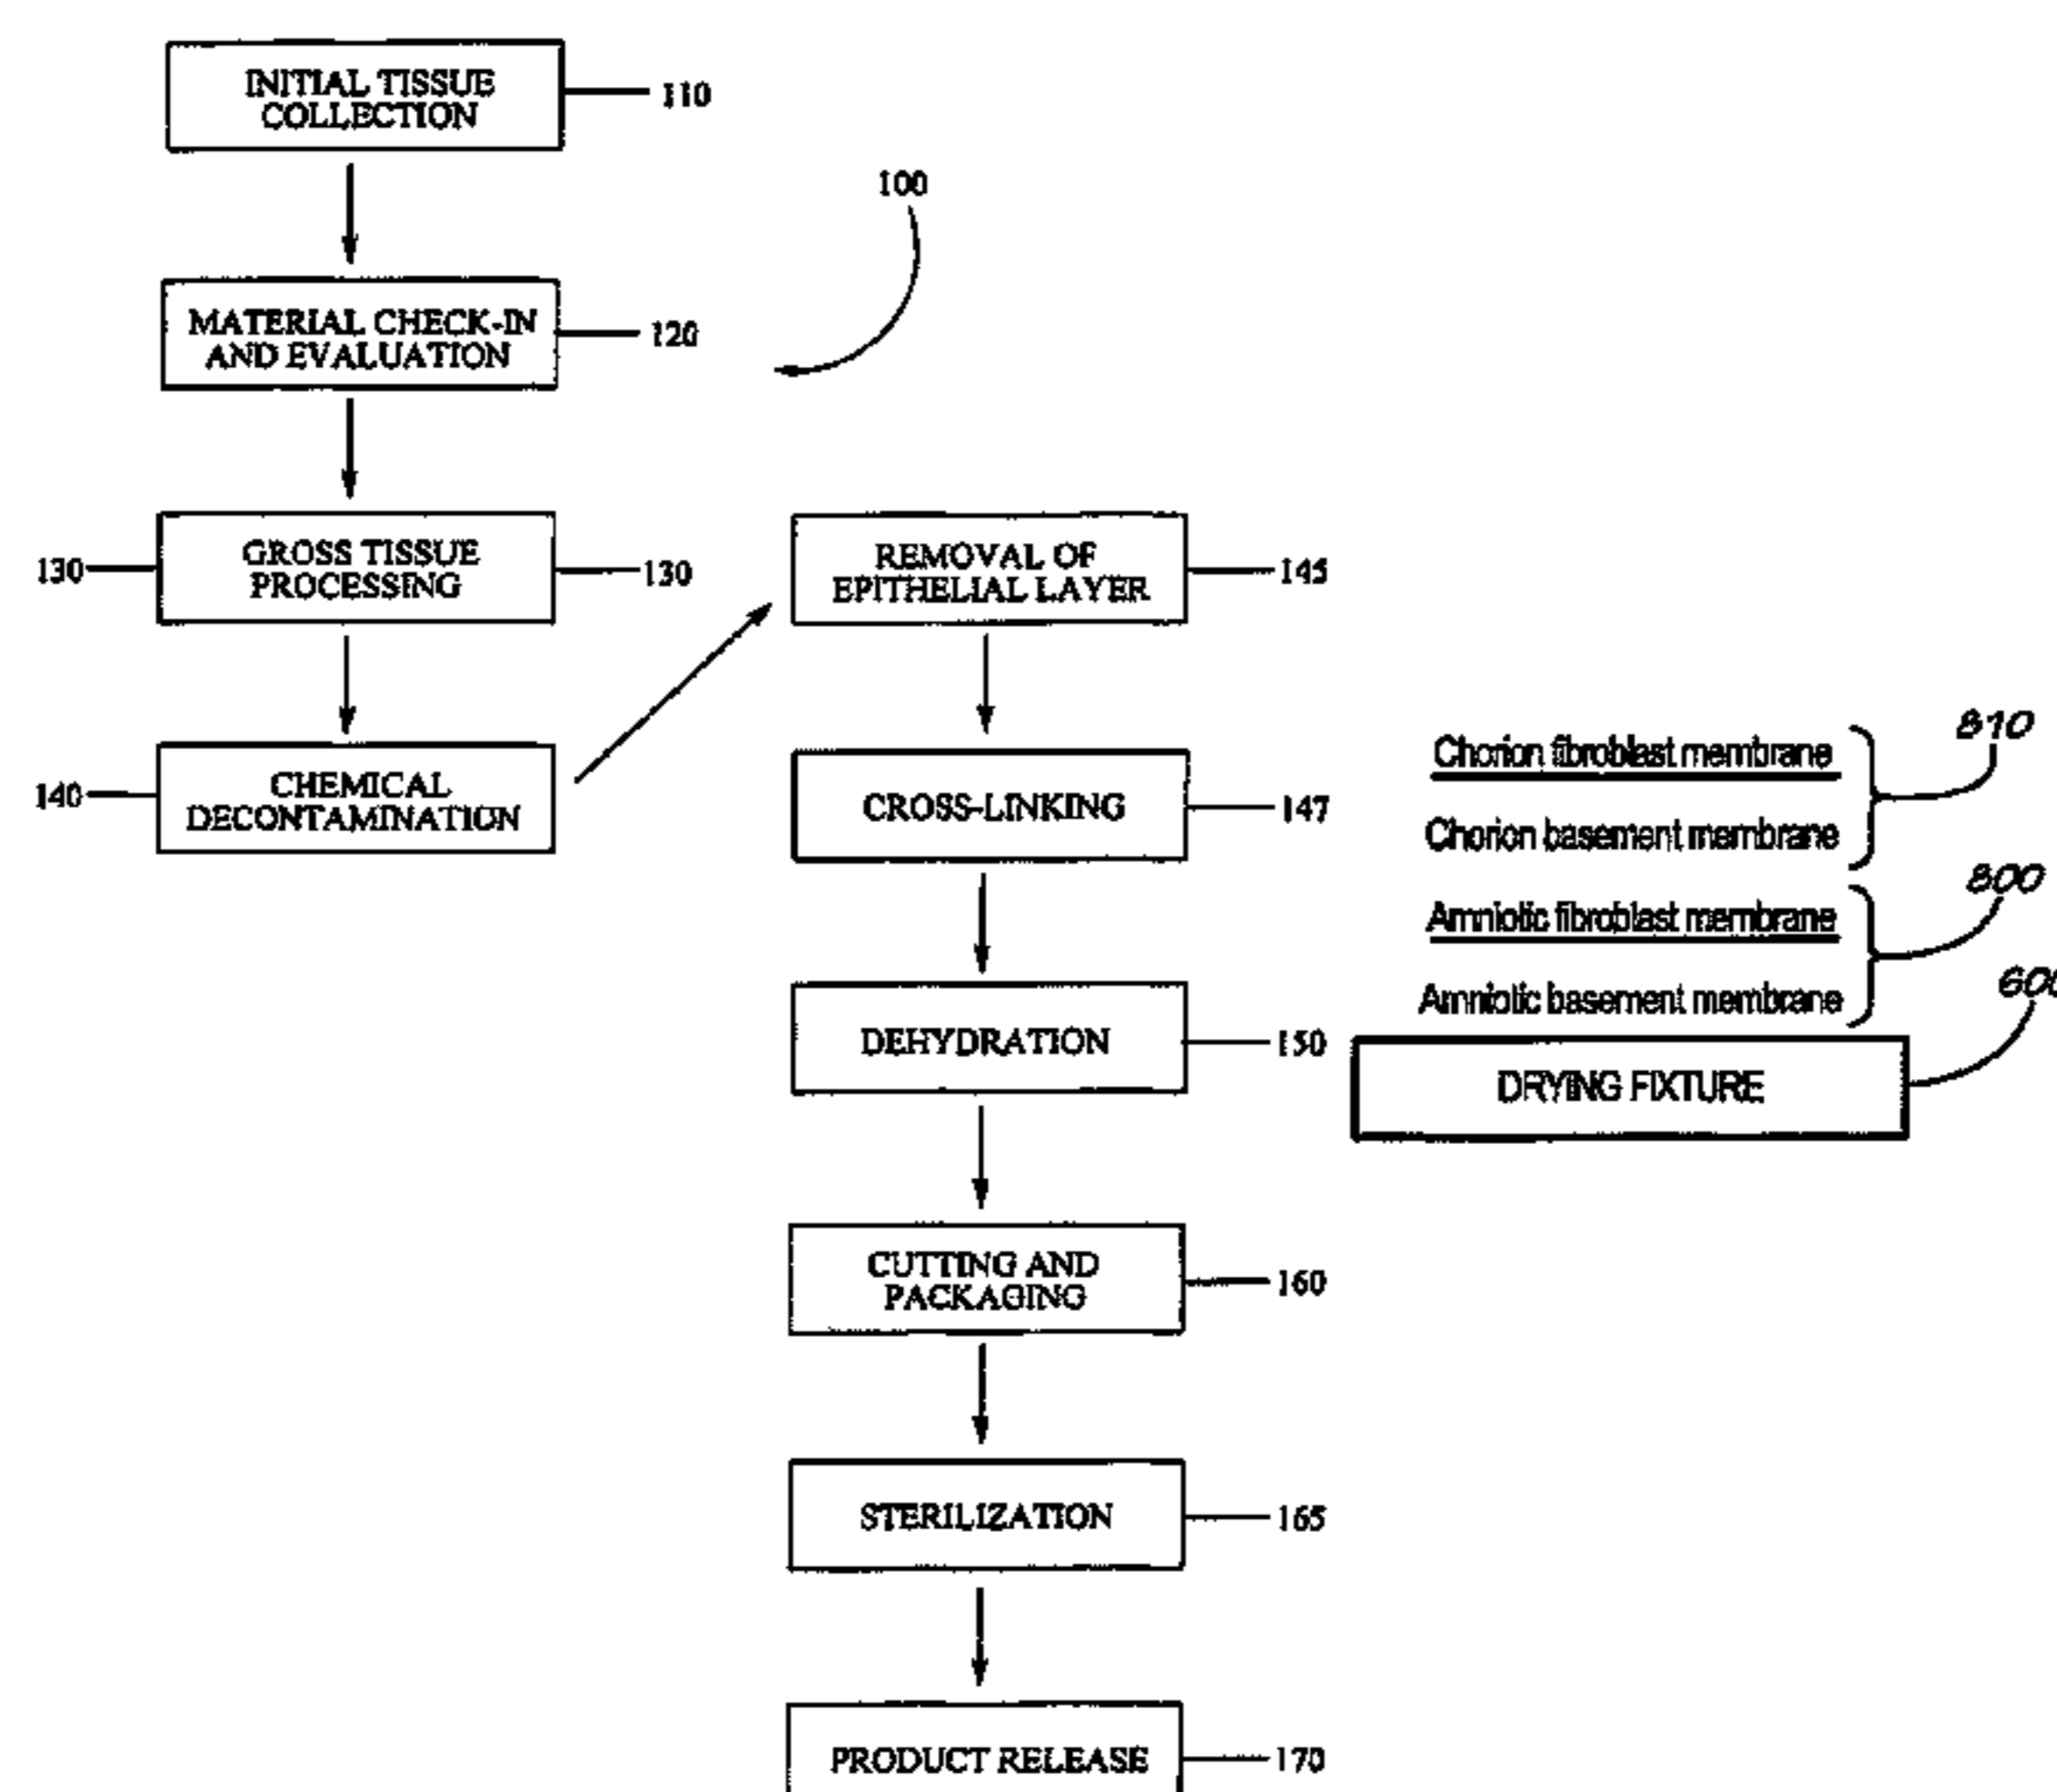 INITIAL TISSUE
COLLECTION
110
100
MATERIAL CHECK-IN
AND EVALUATION
120
130
GROSS TISSUE
PROCESSING
130
140
CHEMICAL
DECONTAMINATION
REMOVAL OF
EPITHELIAL LAYER
145
CROSS-LINKING
147
DEHYDRATION
150
CUTTING AND
PACKAGING
160
STERILIZATION
165
PRODUCT RELEASE
170
Chorion fibroblast membrane
810
Chorion basement membrane
Amniotic fibroblast membrane
800
Amniotic basement membrane
600
DRYING FIXTURE